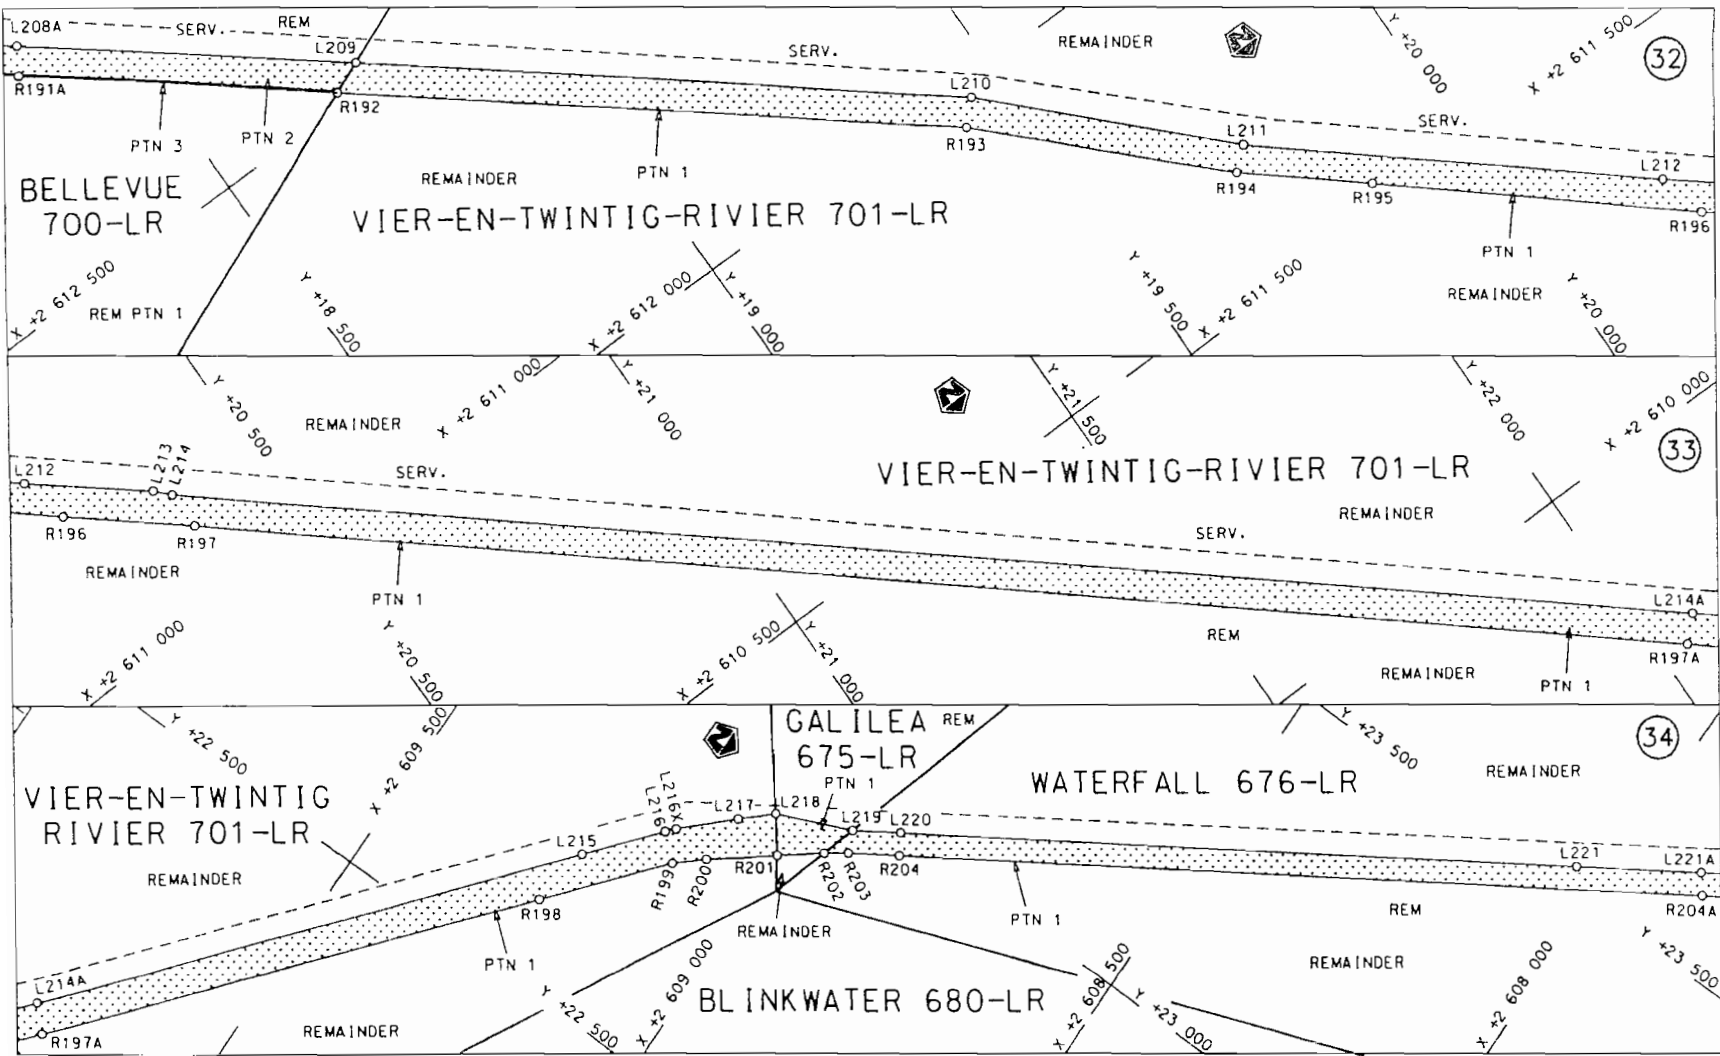 L208A
SERV.
REM
L209
SERV.
REMAINDER
Y +20 000
X +2 611 500
32
R191A
R192
L210
SERV.
PTN 3
PTN 2
R193
L211
L212
BELLEVUE
700-LR
REMAINDER
PTN 1
R194
R195
R196
VIER-EN-TWINTIG-RIVIER 701-LR
PTN 1
X +2 612 500
REM PTN 1
Y +18 500
X +2 612 000
Y +19 000
Y +19 500
X +2 611 500
REMAINDER
Y +20 000
Y +20 500
REMAINDER
X +2 611 000
Y +21 000
Y +21 500
Y +22 000
X +2 610 000
33
L212
L213
L214
SERV.
VIER-EN-TWINTIG-RIVIER 701-LR
REMAINDER
R196
R197
SERV.
REMAINDER
PTN 1
L214A
X +2 611 000
Y +20 500
X +2 610 500
Y +21 000
REM
REMAINDER
R197A
PTN 1
Y +22 500
X +2 609 500
GALILEA
675-LR
REM
Y +23 500
34
VIER-EN-TWINTIG
RIVIER 701-LR
PTN 1
WATERFALL 676-LR
REMAINDER
L216
L216X
L217
L218
L219
L220
L215
REMAINDER
R199
R200
R201
R202
R203
R204
L221
L221A
R198
PTN 1
REMAINDER
PTN 1
REM
R204A
L214A
R197A
REMAINDER
Y +22 500
X +2 609 000
BLINKWATER 680-LR
X +2 608 500
Y +23 000
REMAINDER
X +2 608 000
Y +23 500